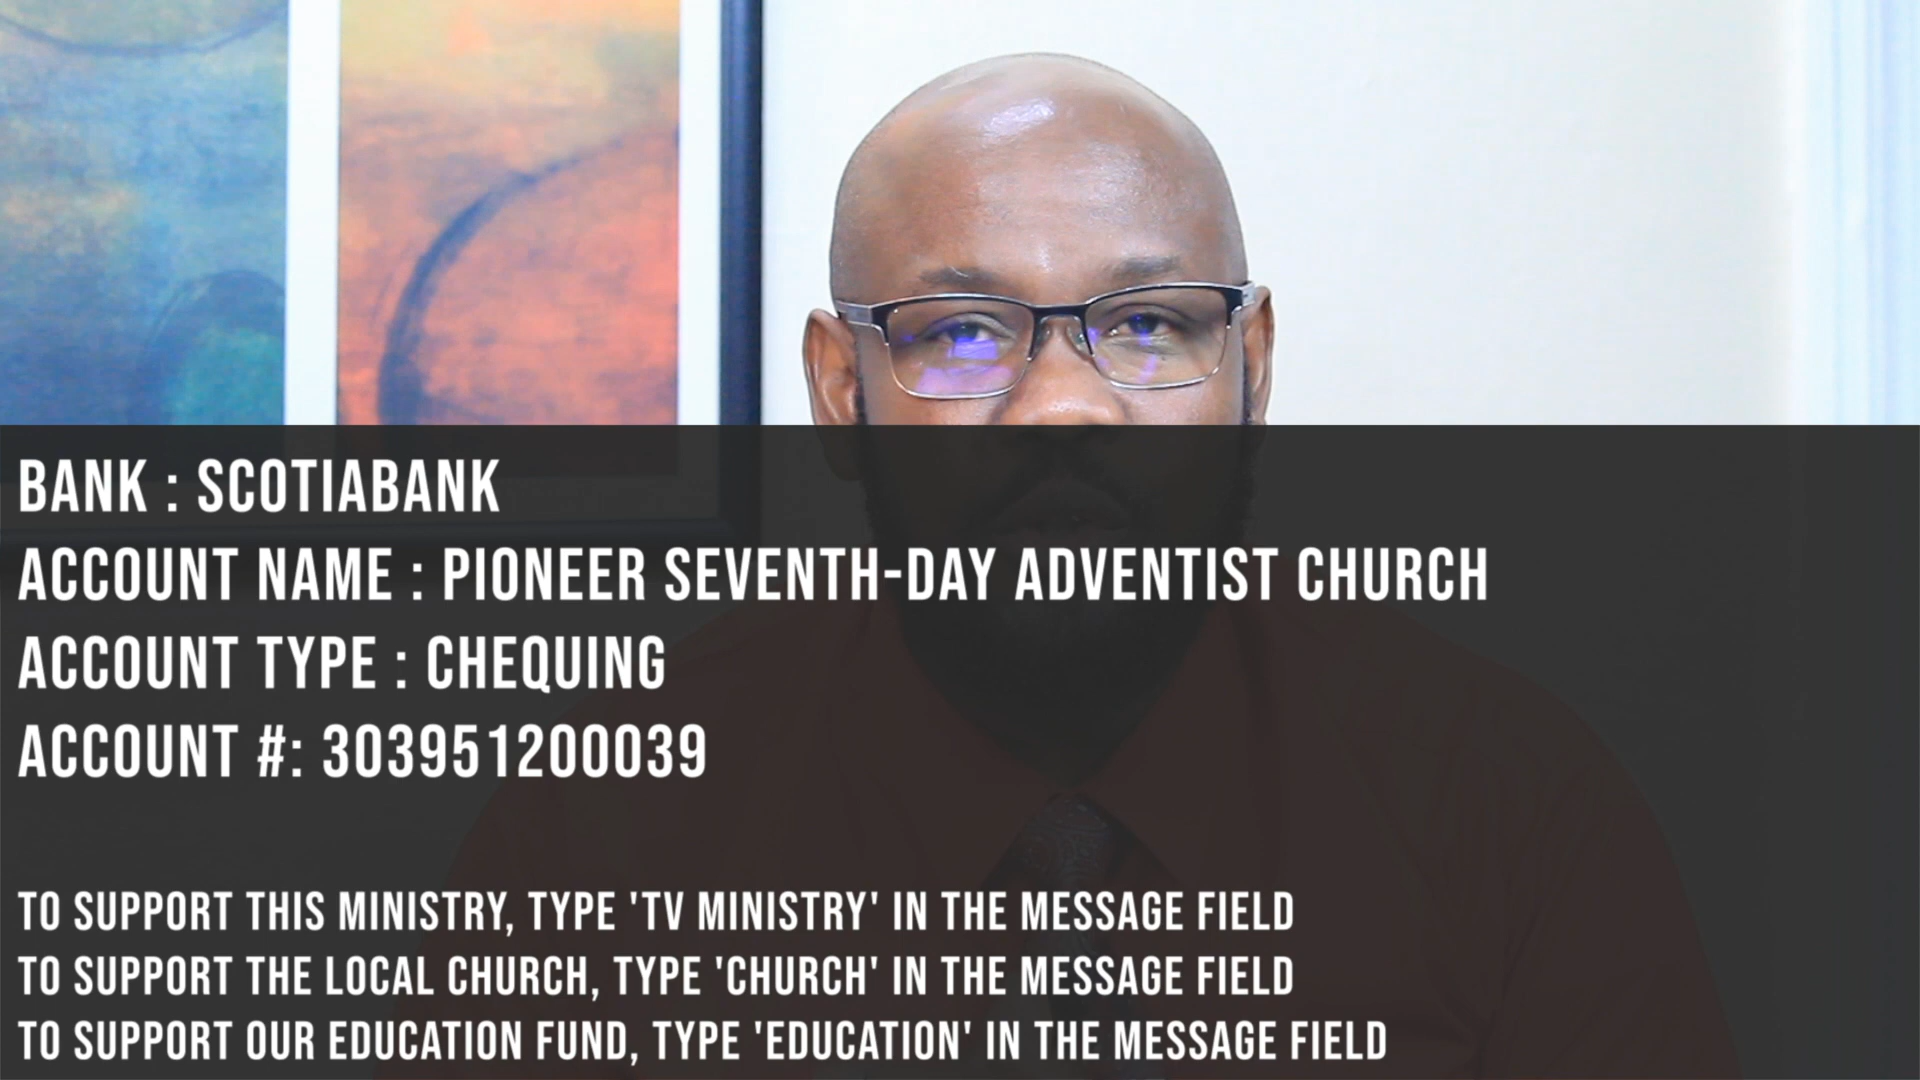 BANK : SCOTIABANK
ACCOUNT NAME : PIONEER SEVENTH-DAY ADVENTIST CHURCH
ACCOUNT TYPE : CHEQUING
ACCOUNT #: 303951200039
TO SUPPORT THIS MINISTRY, TYPE 'TV MINISTRY' IN THE MESSAGE FIELD
TO SUPPORT THE LOCAL CHURCH, TYPE 'CHURCH' IN THE MESSAGE FIELD
TO SUPPORT OUR EDUCATION FUND, TYPE 'EDUCATION' IN THE MESSAGE FIELD